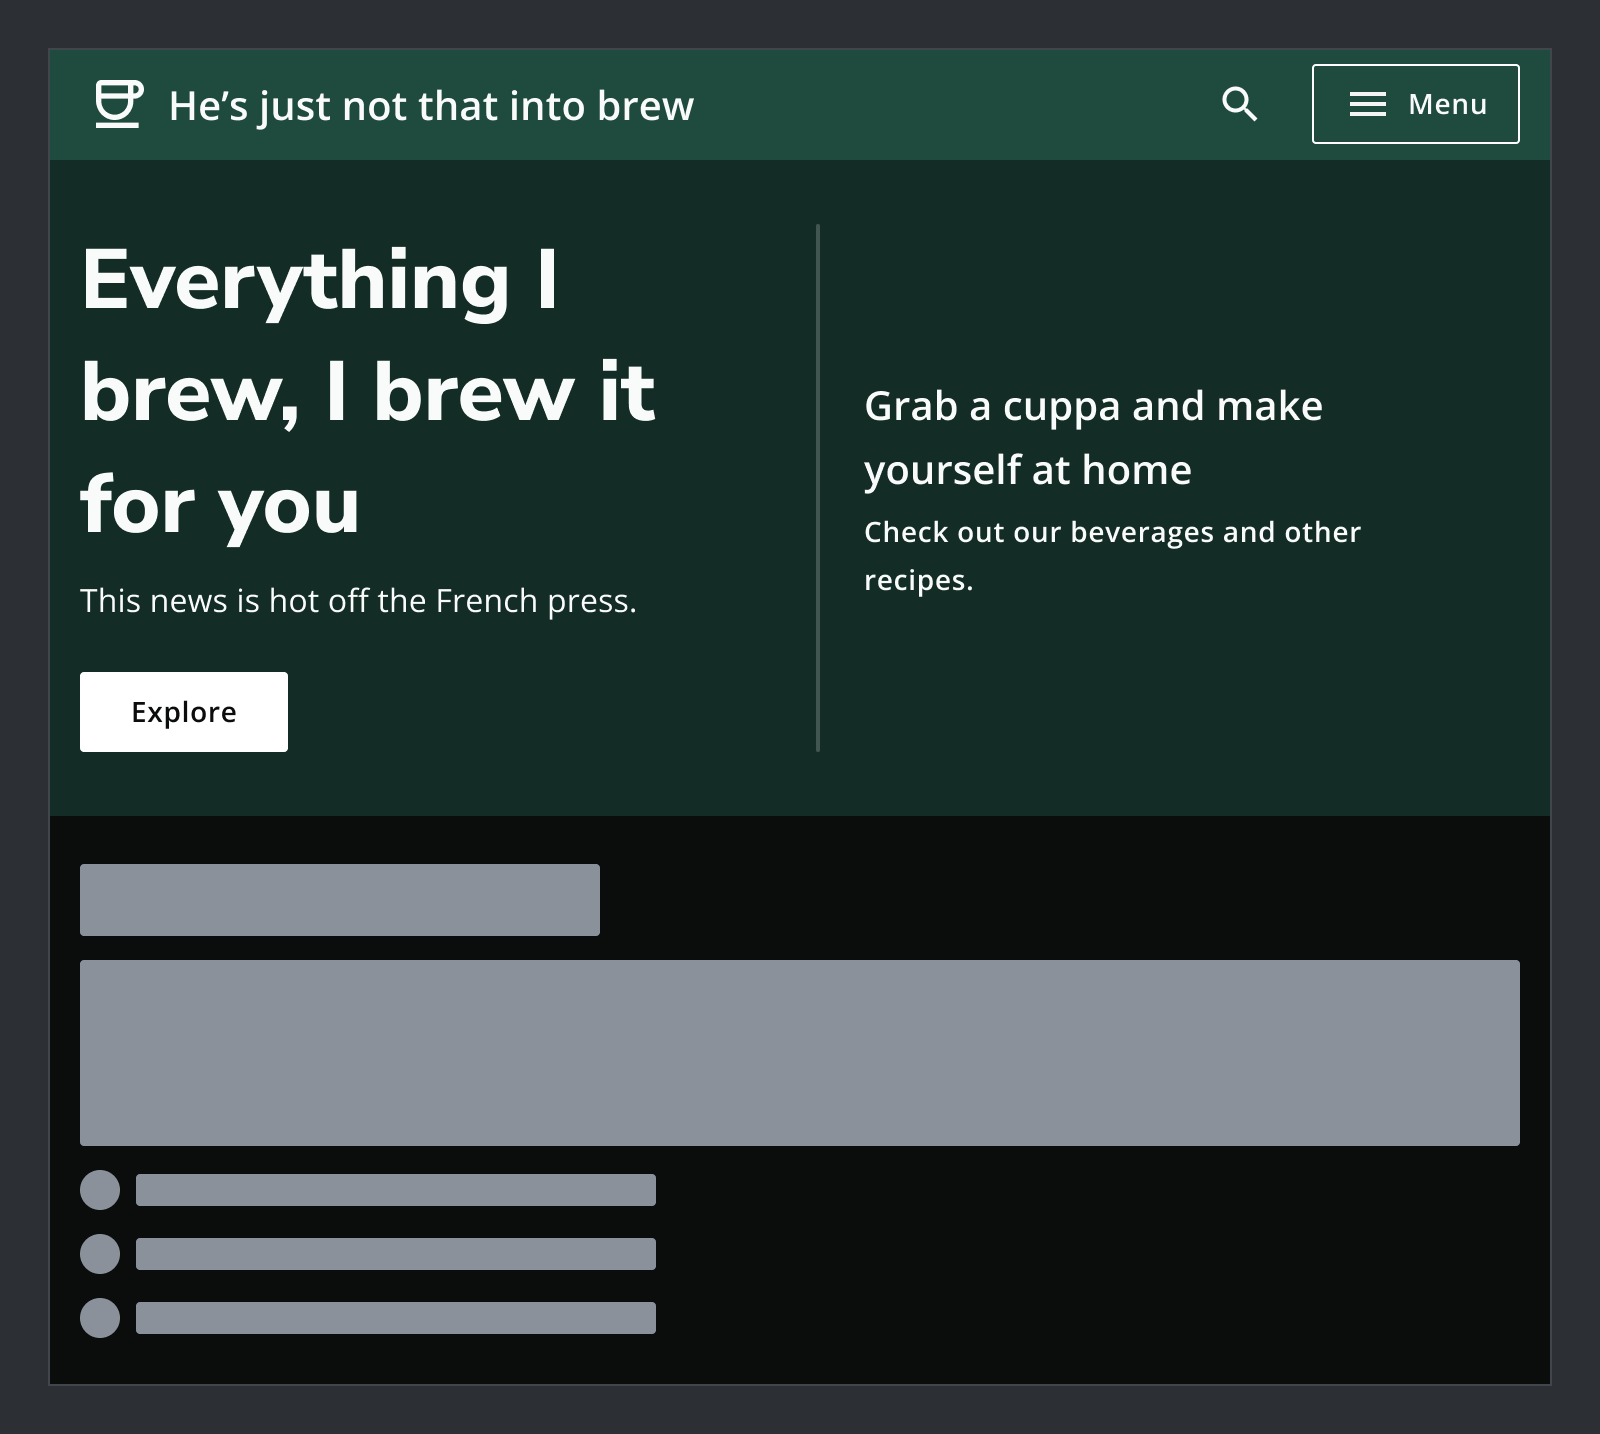 He’s just not that into brew
Menu
Everything I
brew, I brew it
for you
This news is hot off the French press.
Explore
Grab a cuppa and make
yourself at home
Check out our beverages and other
recipes.